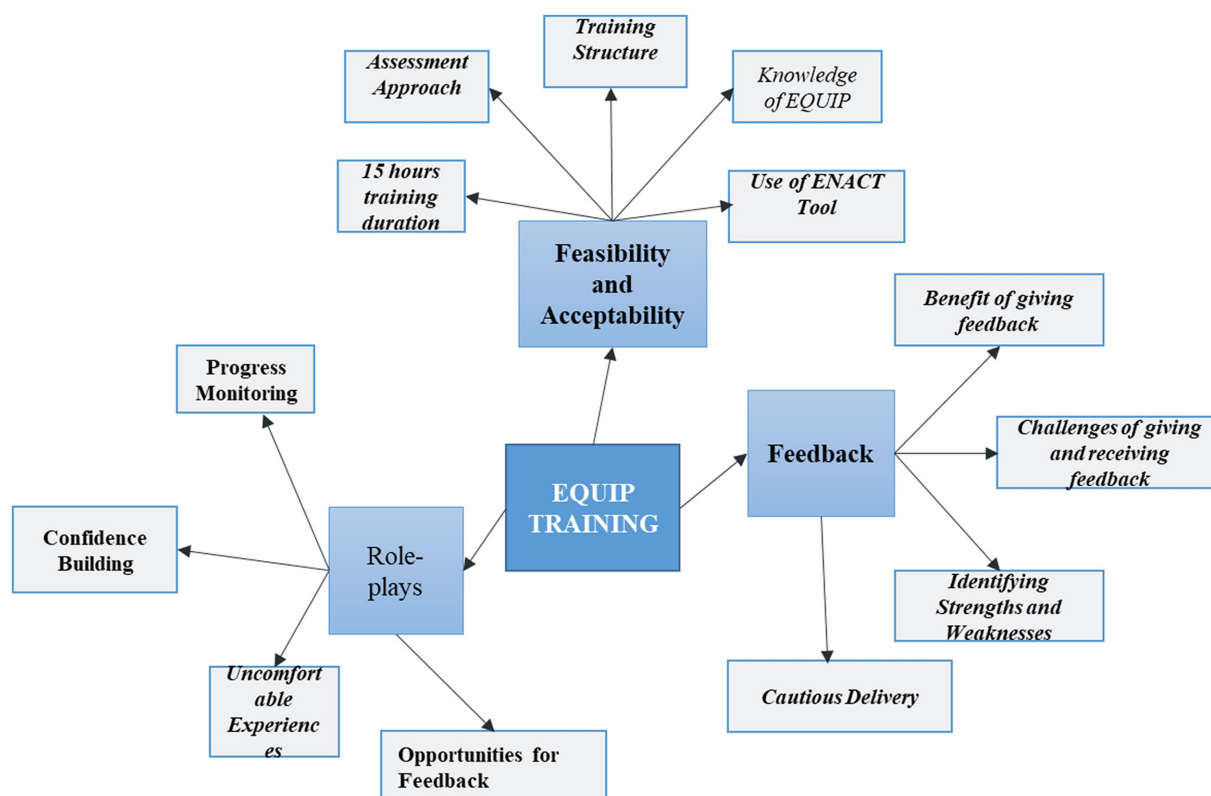 Training
Structure
Assessment
Approach
Knowledge
of EQUIP
15 hours
training
duration
Use of ENACT
Tool
Feasibility
and
Acceptability
Benefit of giving
feedback
Progress
Monitoring
Challenges of giving
and receiving
feedback
Feedback
EQUIP
TRAINING
Confidence
Building
Role-
plays
Identifying
Strengths and
Weaknesses
Uncomfort
able
Experienc
es
Cautious Delivery
Opportunities for
Feedback